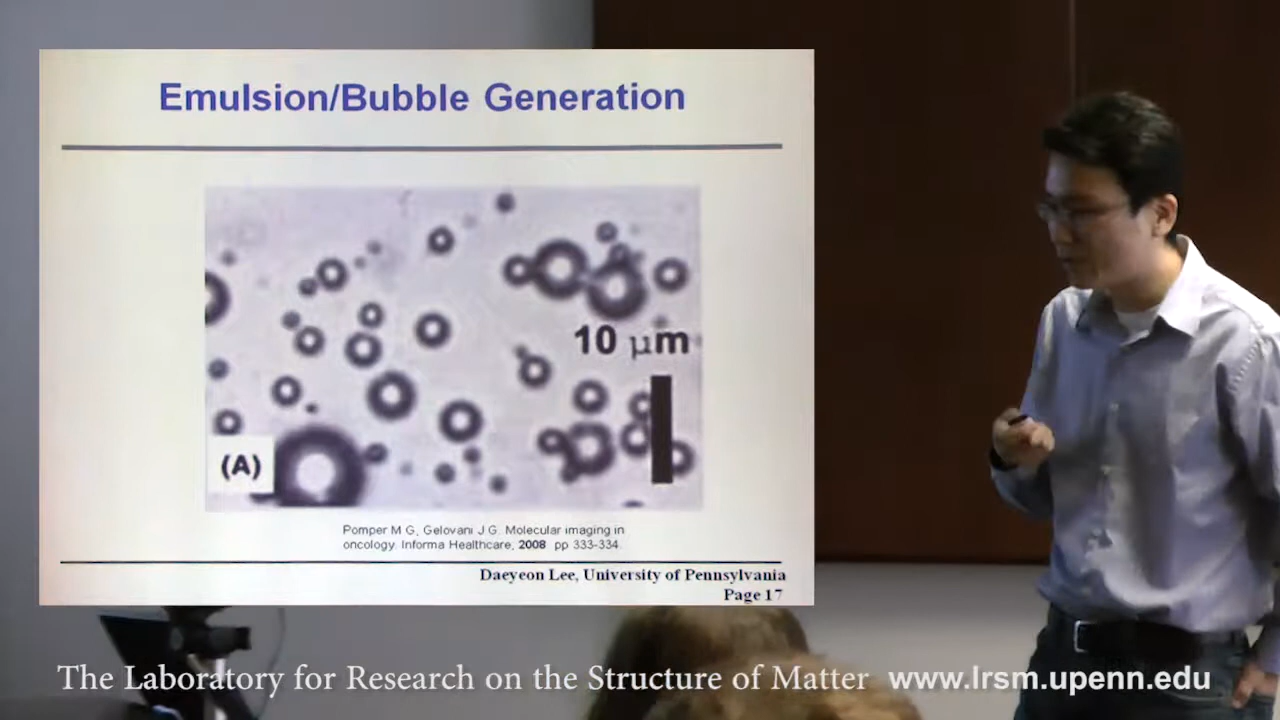 Emulsion/Bubble Generation
10 μm
(A)
Pomper M G, Gelovani J G. Molecular imaging in
oncology. Informa Healthcare, 2008 pp 333-334.
Daeyeon Lee, University of Pennsylvania
Page 17
The Laboratory for Research on the Structure of Matter www.lrsm.upenn.edu